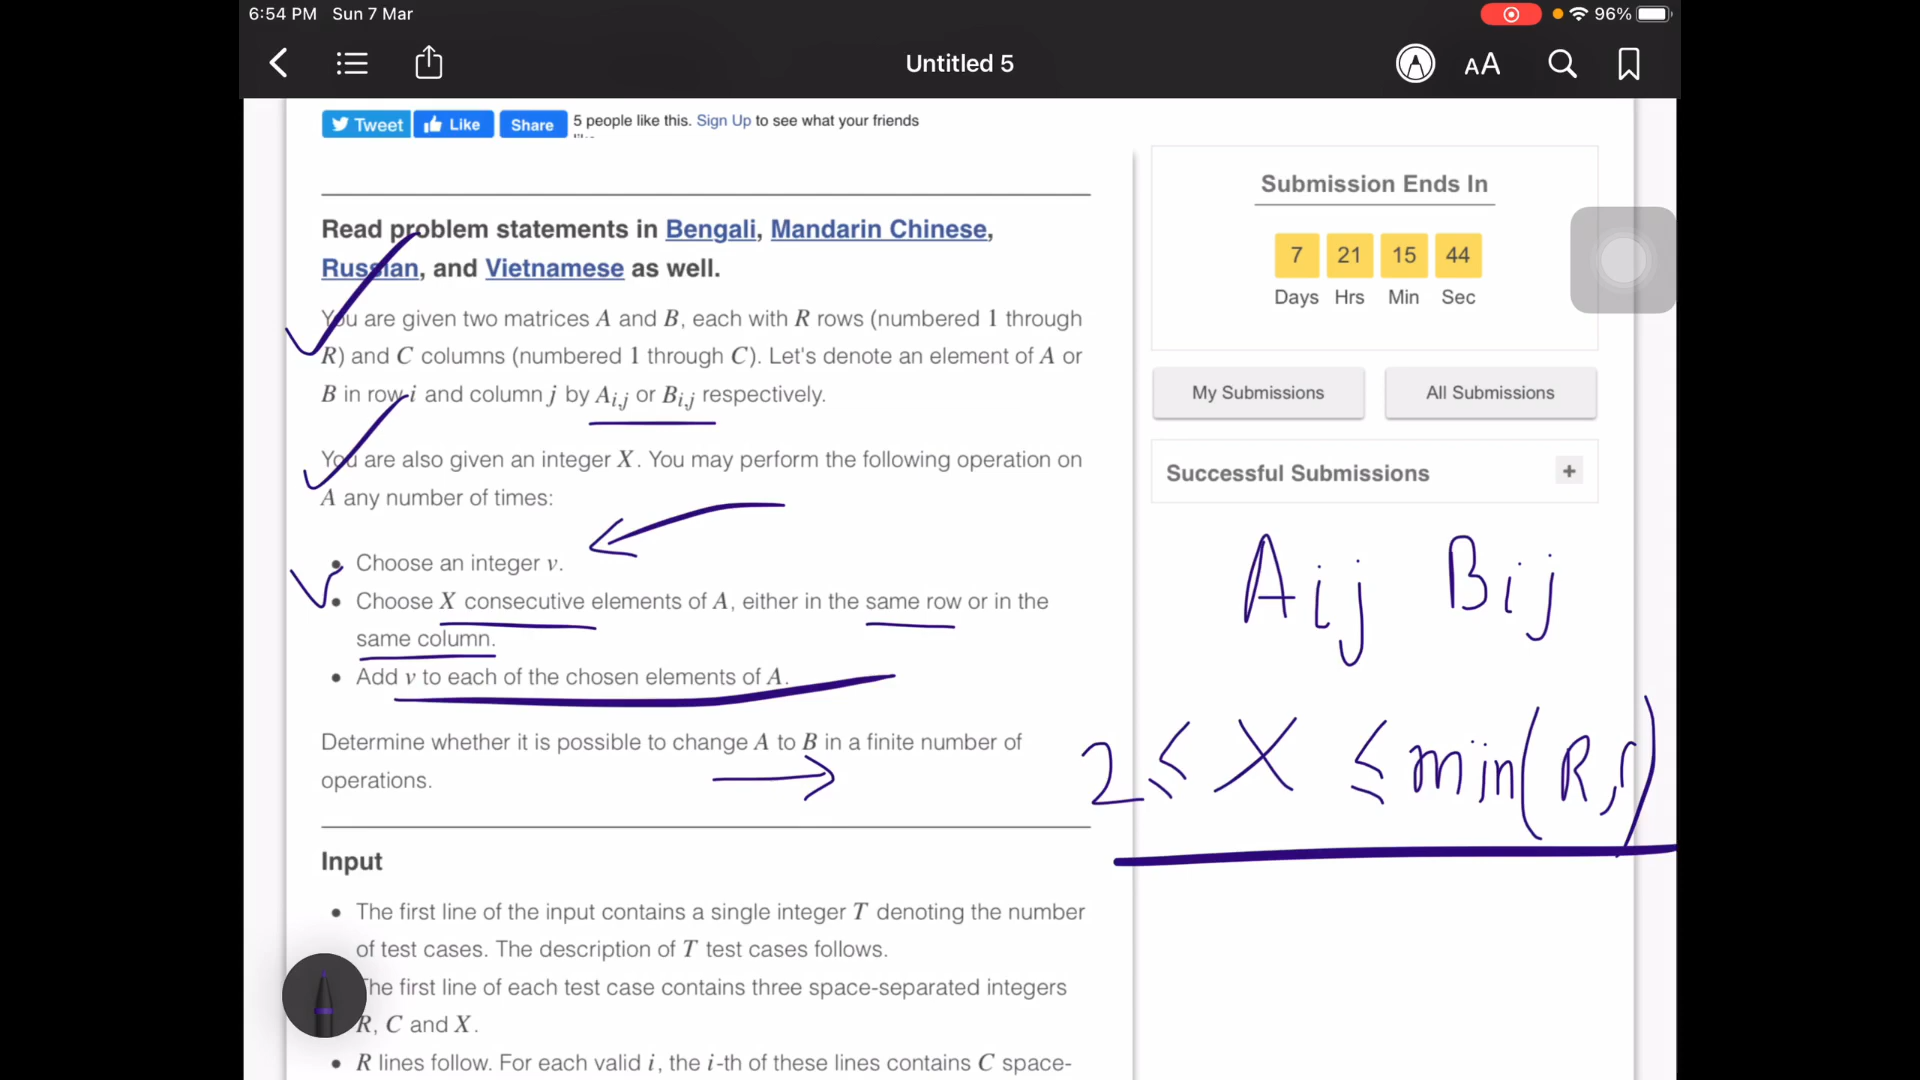 6:54 PM Sun 7 Mar
96%
Untitled 5
AA
Tweet Like Share 5 people like this. Sign Up to see what your friends
Read problem statements in Bengali, Mandarin Chinese,
Russian, and Vietnamese as well.
You are given two matrices A and B, each with R rows (numbered 1 through
R) and C columns (numbered 1 through C). Let's denote an element of A or
B in row i and column j by Ai,j or Bi,j respectively.
You are also given an integer X. You may perform the following operation on
A any number of times:
• Choose an integer v.
• Choose X consecutive elements of A, either in the same row or in the
same column.
• Add v to each of the chosen elements of A.
Determine whether it is possible to change A to B in a finite number of
operations.
Input
• The first line of the input contains a single integer T denoting the number
of test cases. The description of T test cases follows.
The first line of each test case contains three space-separated integers
R, C and X.
• R lines follow. For each valid i, the i-th of these lines contains C space-
Submission Ends In
7 21 15 44
Days Hrs Min Sec
My Submissions All Submissions
Successful Submissions +
Aij Bij
2 ≤ X ≤ min(R,